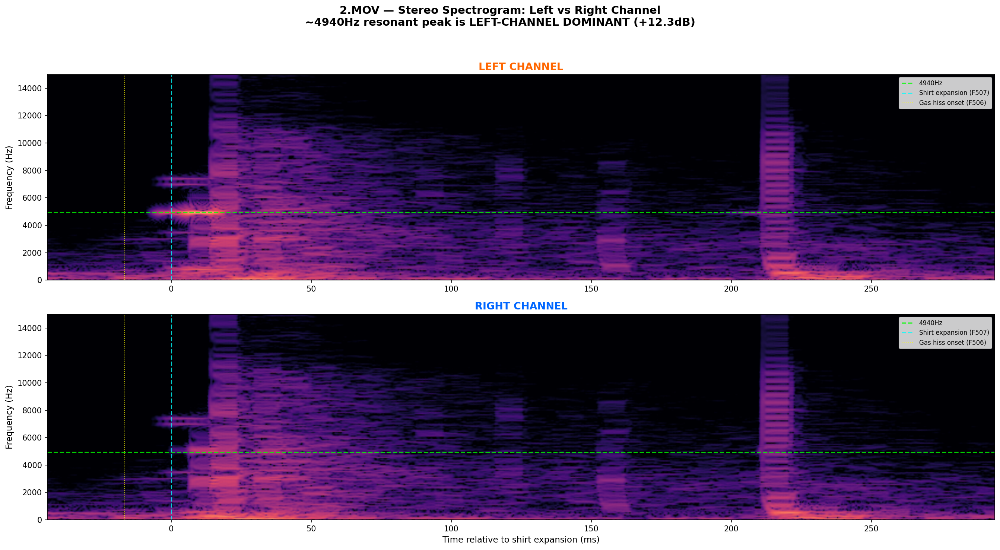 2.MOV — Stereo Spectrogram: Left vs Right Channel
~4940Hz resonant peak is LEFT-CHANNEL DOMINANT (+12.3dB)
LEFT CHANNEL
Frequency (Hz)
14000
12000
10000
8000
6000
4000
2000
0
4940Hz
Shirt expansion (F507)
Gas hiss onset (F506)
0 50 100 150 200 250
RIGHT CHANNEL
Frequency (Hz)
14000
12000
10000
8000
6000
4000
2000
0
4940Hz
Shirt expansion (F507)
Gas hiss onset (F506)
0 50 100 150 200 250
Time relative to shirt expansion (ms)